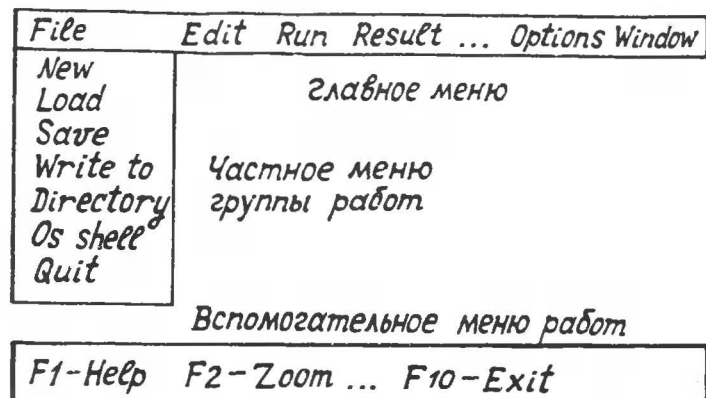 File Edit Run Result ... Options Window
New
Load
Save
Write to
Directory
Os shell
Quit
главное меню
Частное меню
группы работ
Вспомогательное меню работ
F1-Help F2-Zoom ... F10-Exit